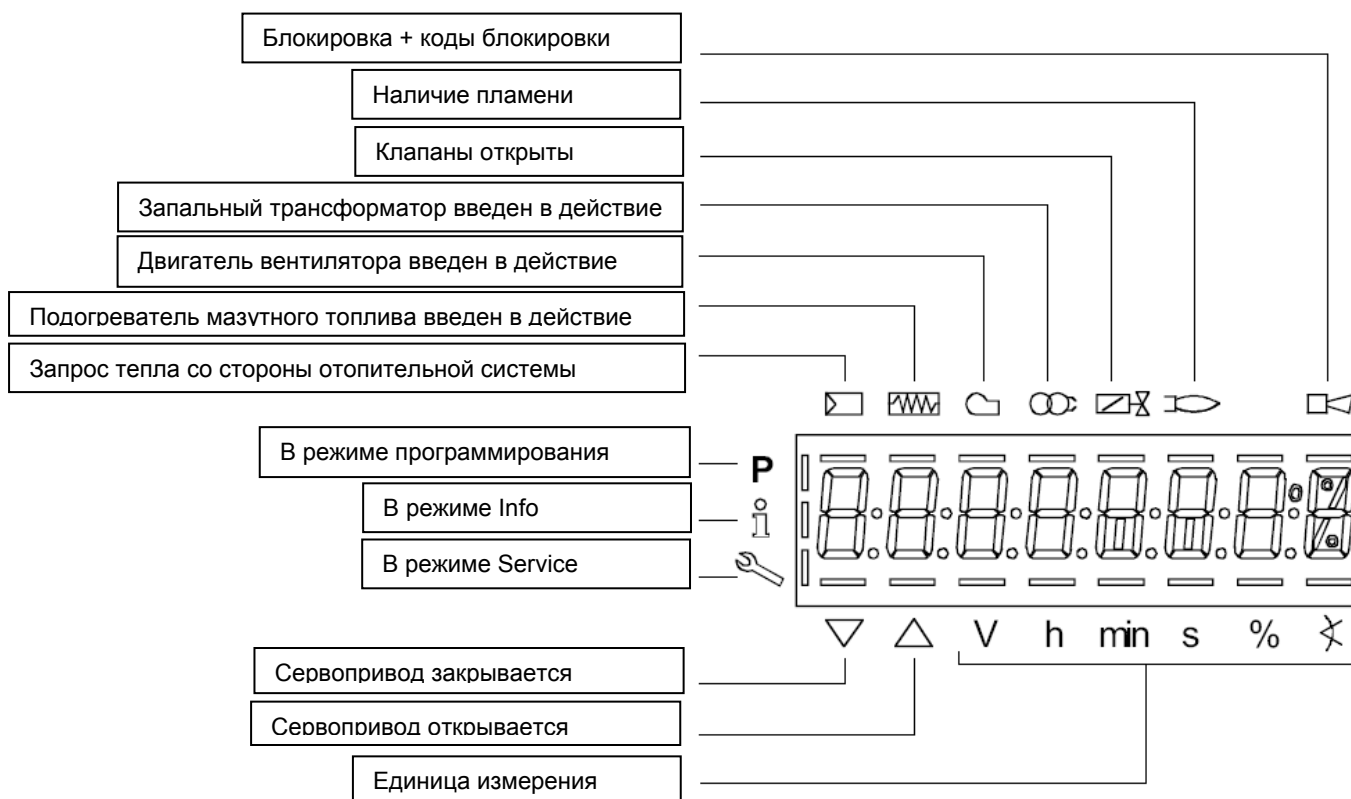 Блокировка + коды блокировки
Наличие пламени
Клапаны открыты
Запальный трансформатор введен в действие
Двигатель вентилятора введен в действие
Подогреватель мазутного топлива введен в действие
Запрос тепла со стороны отопительной системы
В режиме программирования
P
В режиме Info
i
В режиме Service
V h min s %
Сервопривод закрывается
Сервопривод открывается
Единица измерения